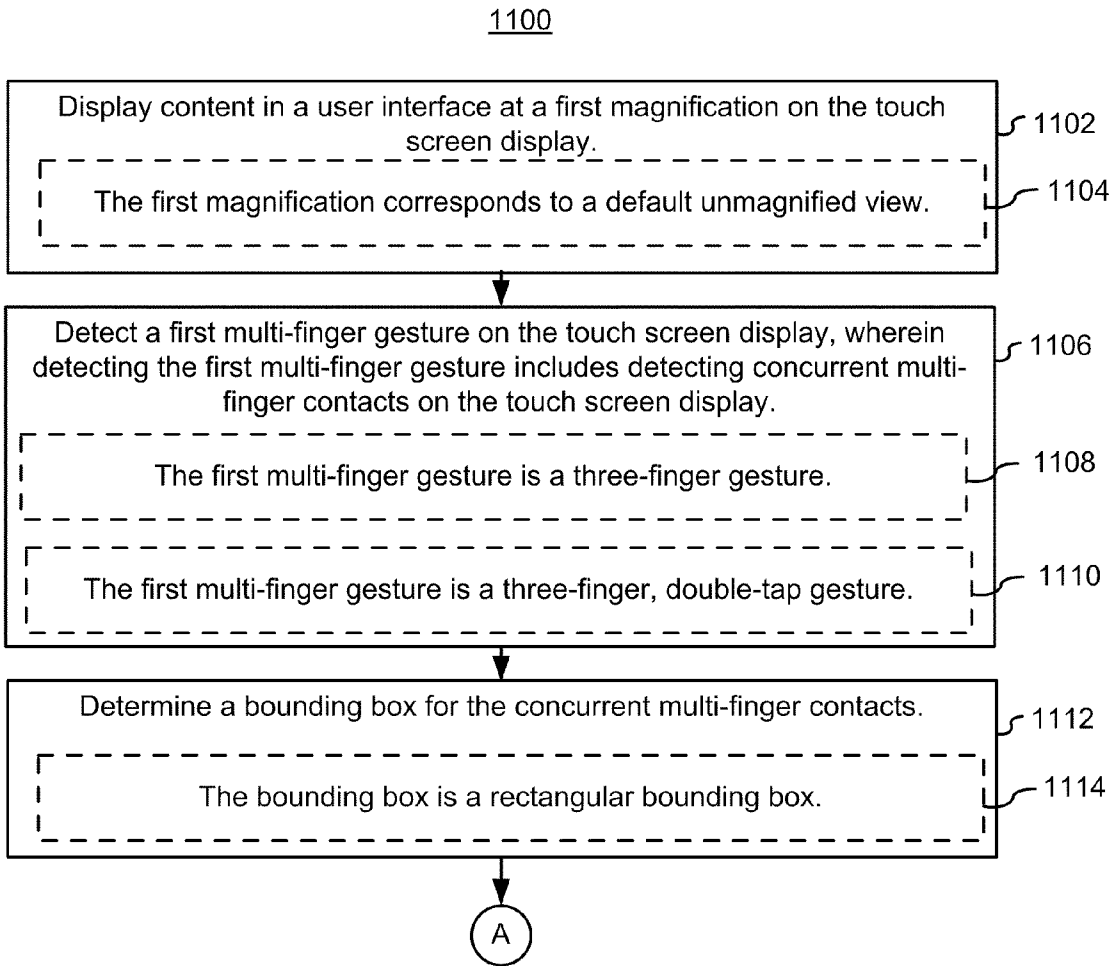 1100
Display content in a user interface at a first magnification on the touch
screen display.
1102
The first magnification corresponds to a default unmagnified view.
1104
Detect a first multi-finger gesture on the touch screen display, wherein
detecting the first multi-finger gesture includes detecting concurrent multi-
finger contacts on the touch screen display.
1106
The first multi-finger gesture is a three-finger gesture.
1108
The first multi-finger gesture is a three-finger, double-tap gesture.
1110
Determine a bounding box for the concurrent multi-finger contacts.
1112
The bounding box is a rectangular bounding box.
1114
A